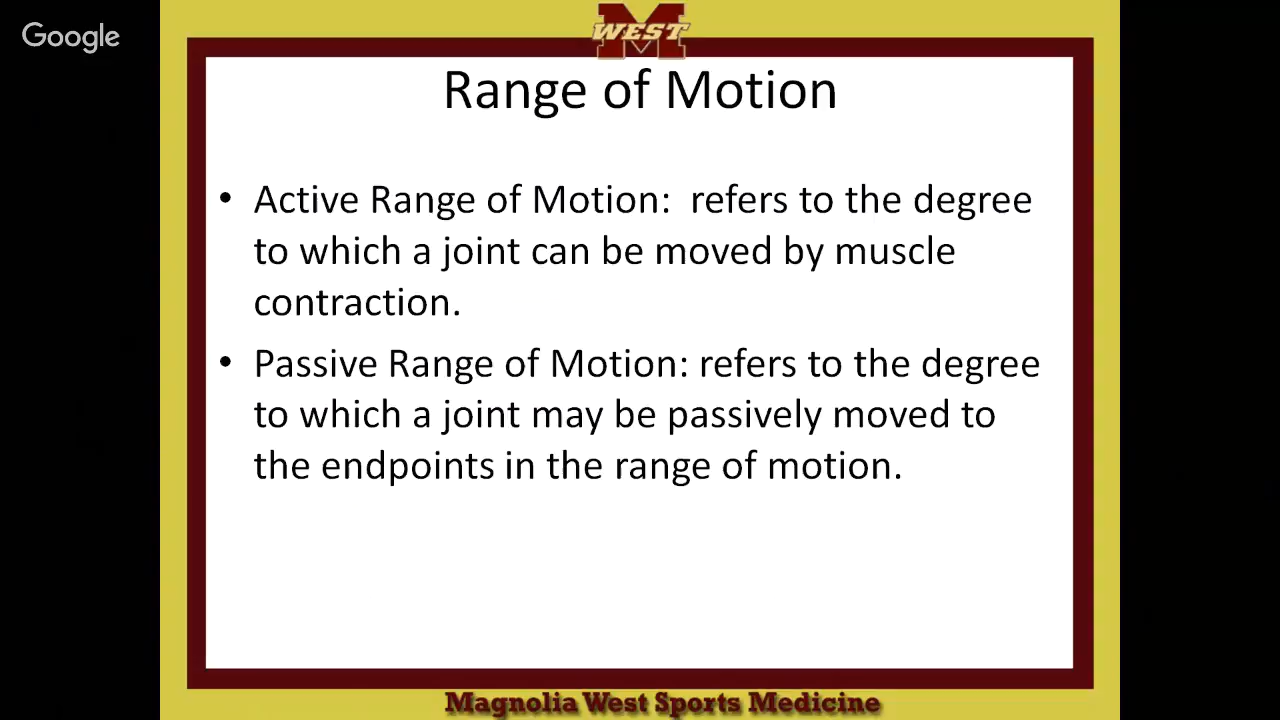 Google
M
WEST
Range of Motion
• Active Range of Motion:  refers to the degree
to which a joint can be moved by muscle
contraction.
• Passive Range of Motion: refers to the degree
to which a joint may be passively moved to
the endpoints in the range of motion.
Magnolia West Sports Medicine